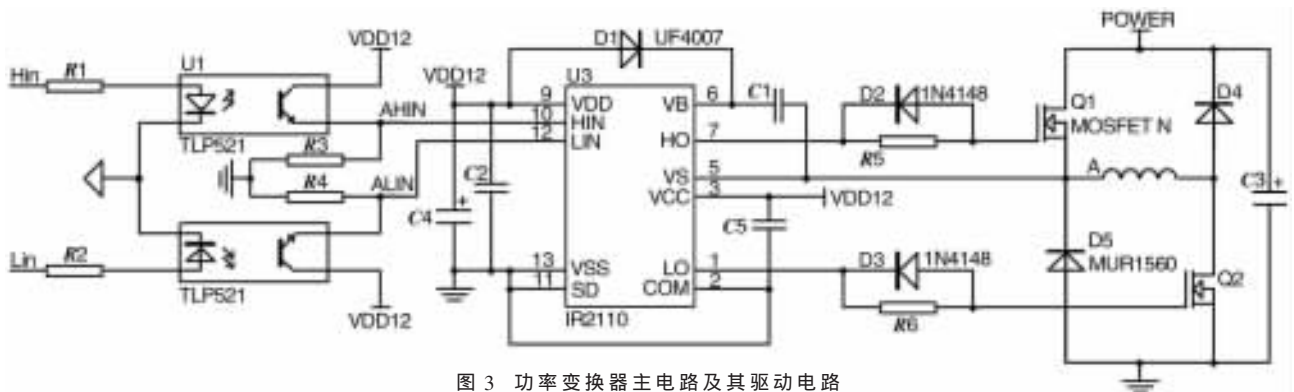 POWER
VDD12
D1 UF4007
U1
Hin R1
VDD12
U3
9 VDD VB 6
C1
D2 1N4148
Q1
D4
AHIN
10 HIN
MOSFET N
12 LIN
HO 7
TLP521
R3
R5
C2
VS 5
A
C3 +
R4 ALIN
VCC 3
VDD12
C4 +
C5
D5
13 VSS LO 1
D3 1N4148
MUR1560
Lin R2
11 SD COM 2
Q2
TLP521
R6
VDD12
IR2110
图 3 功率变换器主电路及其驱动电路